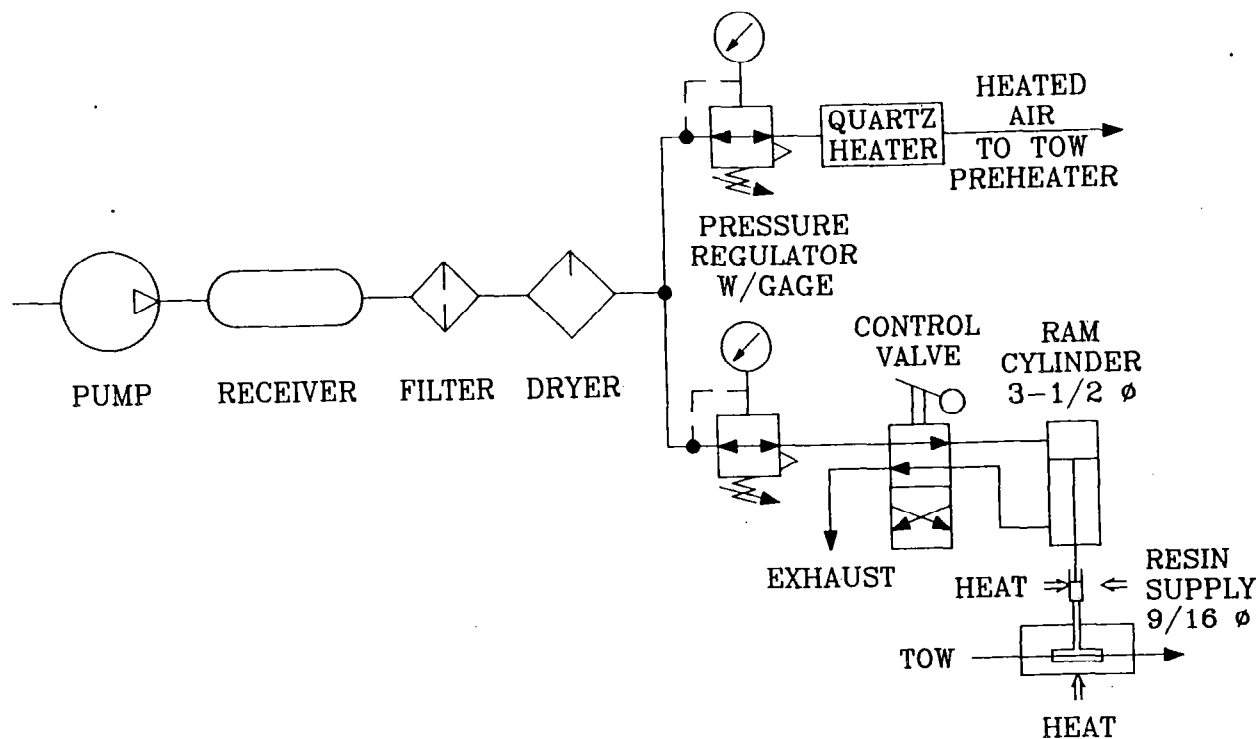 HEATED
AIR
TO TOW
PREHEATER
QUARTZ
HEATER
PRESSURE
REGULATOR
W/GAGE
PUMP
RECEIVER
FILTER
DRYER
CONTROL
VALVE
RAM
CYLINDER
3-1/2 ø
EXHAUST
HEAT
RESIN
SUPPLY
9/16 ø
TOW
HEAT